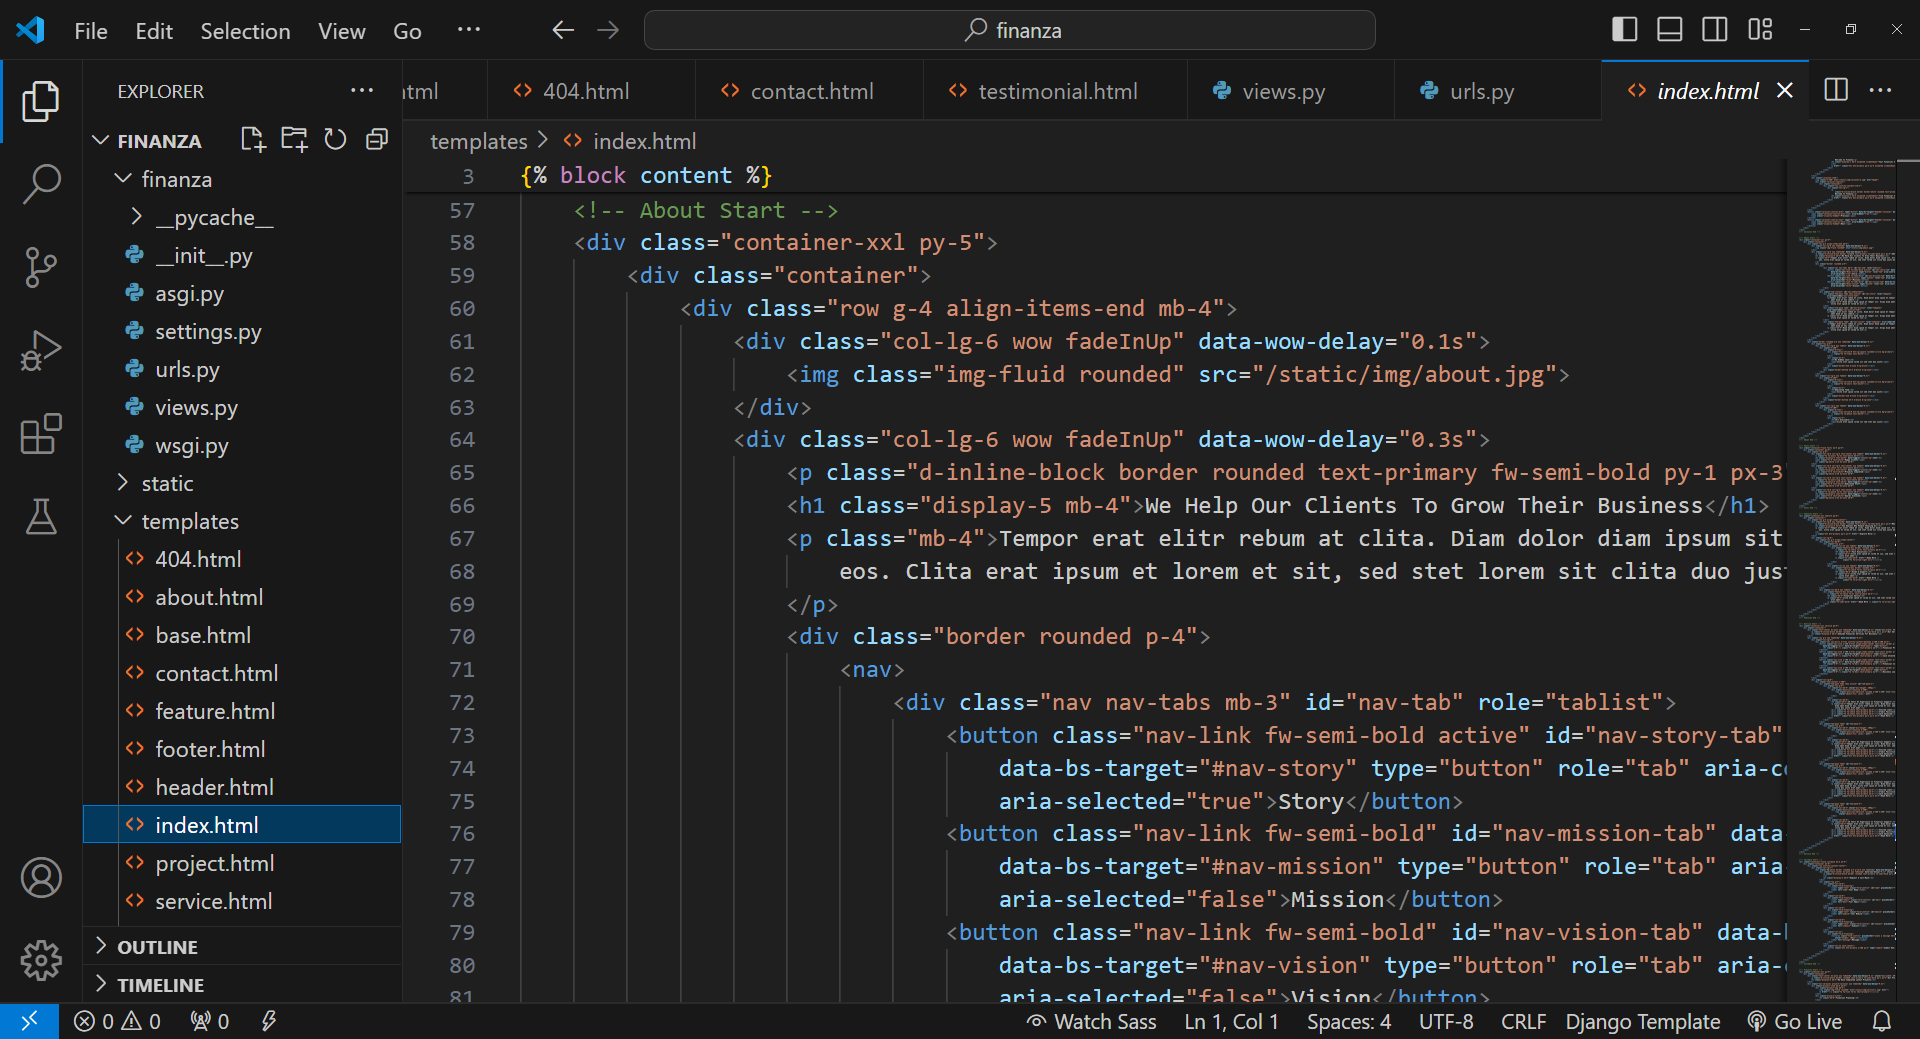 File Edit Selection View Go ···
finanza
EXPLORER ···
tml 404.html contact.html testimonial.html views.py urls.py index.html
FINANZA
finanza
__pycache__
__init__.py
asgi.py
settings.py
urls.py
views.py
wsgi.py
static
templates
404.html
about.html
base.html
contact.html
feature.html
footer.html
header.html
index.html
project.html
service.html
OUTLINE
TIMELINE
templates > index.html
3 {% block content %}
57 <!-- About Start -->
58 <div class="container-xxl py-5">
59 <div class="container">
60 <div class="row g-4 align-items-end mb-4">
61 <div class="col-lg-6 wow fadeInUp" data-wow-delay="0.1s">
62 <img class="img-fluid rounded" src="/static/img/about.jpg">
63 </div>
64 <div class="col-lg-6 wow fadeInUp" data-wow-delay="0.3s">
65 <p class="d-inline-block border rounded text-primary fw-semi-bold py-1 px-3
66 <h1 class="display-5 mb-4">We Help Our Clients To Grow Their Business</h1>
67 <p class="mb-4">Tempor erat elitr rebum at clita. Diam dolor diam ipsum sit
68 eos. Clita erat ipsum et lorem et sit, sed stet lorem sit clita duo jus
69 </p>
70 <div class="border rounded p-4">
71 <nav>
72 <div class="nav nav-tabs mb-3" id="nav-tab" role="tablist">
73 <button class="nav-link fw-semi-bold active" id="nav-story-tab"
74 data-bs-target="#nav-story" type="button" role="tab" aria-c
75 aria-selected="true">Story</button>
76 <button class="nav-link fw-semi-bold" id="nav-mission-tab" data-
77 data-bs-target="#nav-mission" type="button" role="tab" aria-
78 aria-selected="false">Mission</button>
79 <button class="nav-link fw-semi-bold" id="nav-vision-tab" data-b
80 data-bs-target="#nav-vision" type="button" role="tab" aria-c
81 aria-selected="false">Vision</button>
0 0 0 Watch Sass Ln 1, Col 1 Spaces: 4 UTF-8 CRLF Django Template Go Live